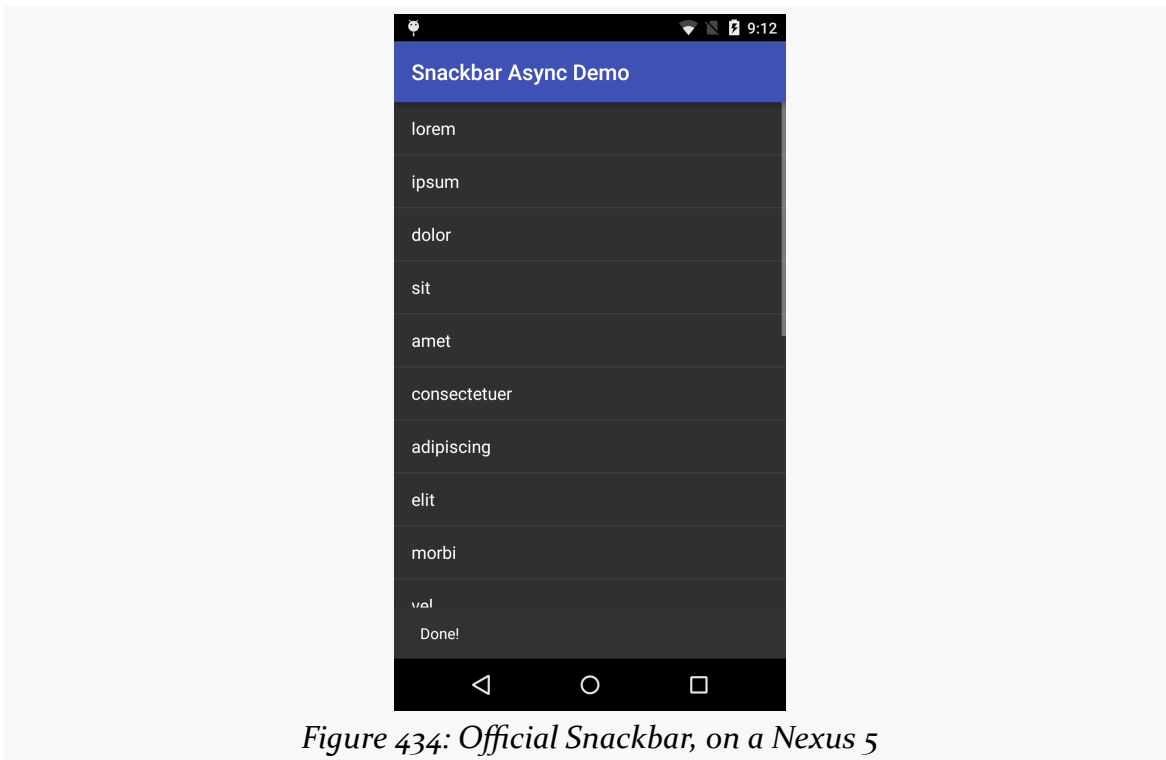 9:12
Snackbar Async Demo
lorem
ipsum
dolor
sit
amet
consectetuer
adipiscing
elit
morbi
vel
Done!
Figure 434: Official Snackbar, on a Nexus 5